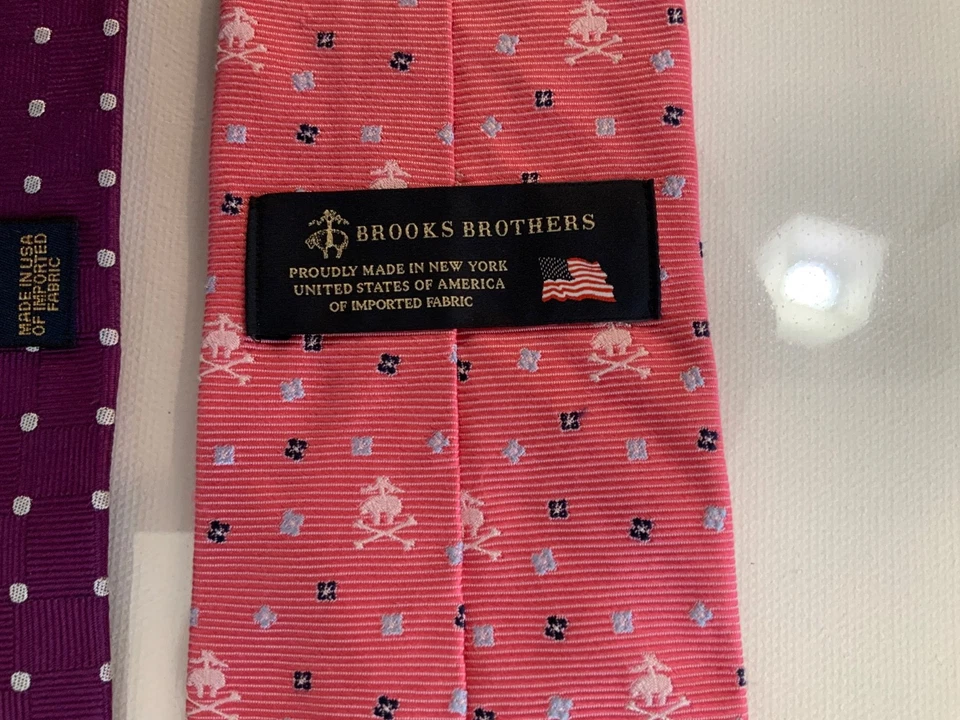 MADE IN USA
OF IMPORTED
FABRIC
BROOKS BROTHERS
PROUDLY MADE IN NEW YORK
UNITED STATES OF AMERICA
OF IMPORTED FABRIC